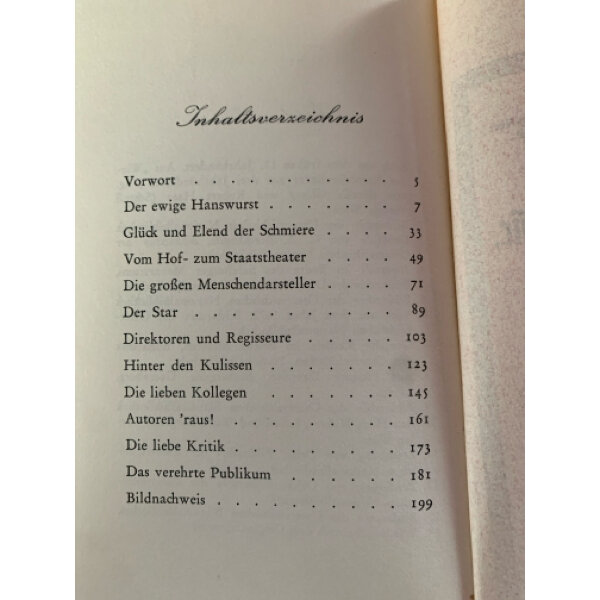 Inhaltsverzeichnis
Vorwort . . . . . . . . . . . 5
Der ewige Hanswurst . . . . . . . 7
Glück und Elend der Schmiere . . . . 33
Vom Hof- zum Staatstheater . . . . . 49
Die großen Menschendarsteller . . . . 71
Der Star . . . . . . . . . . . 89
Direktoren und Regisseure . . . . . 103
Hinter den Kulissen . . . . . . . 123
Die lieben Kollegen . . . . . . . 145
Autoren 'raus! . . . . . . . . 161
Die liebe Kritik . . . . . . . . 173
Das verehrte Publikum . . . . . . 181
Bildnachweis . . . . . . . . . 199